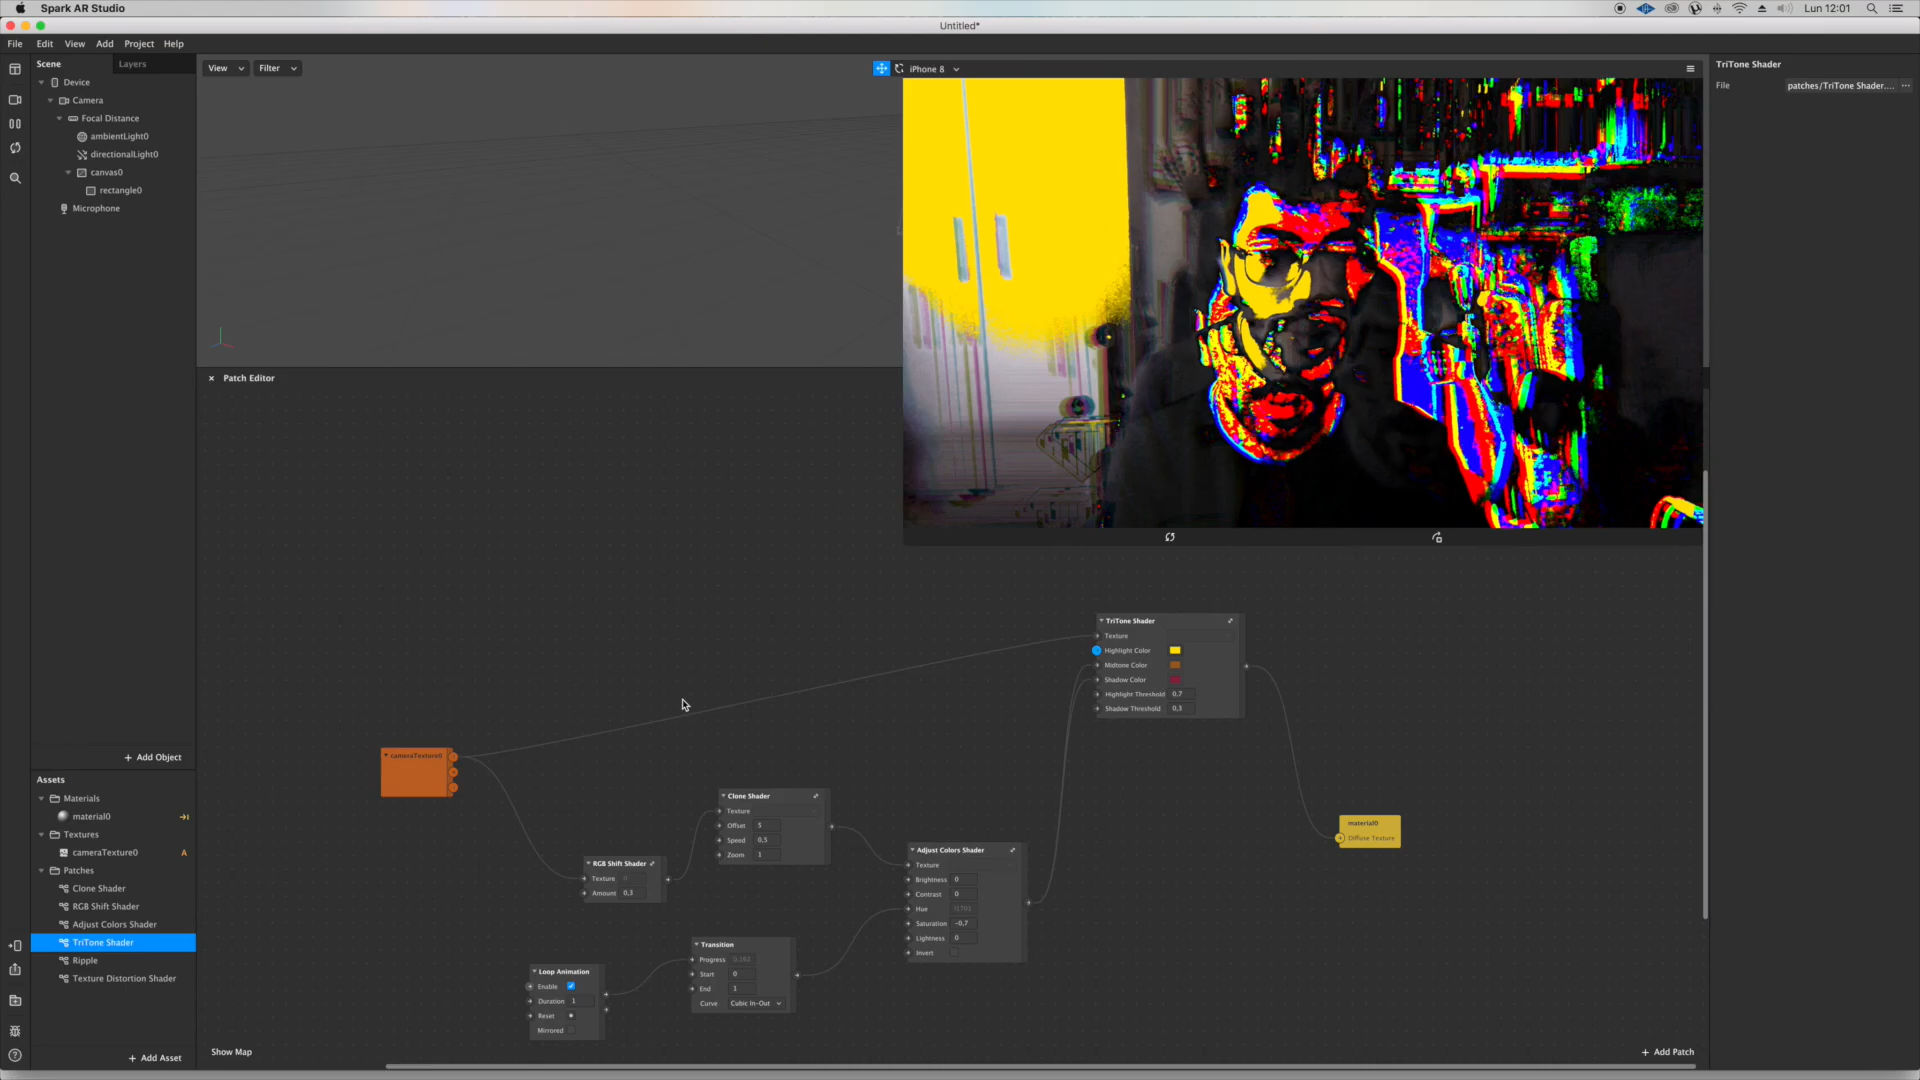 Spark AR Studio
Lun 12:01
Untitled*
File Edit View Add Project Help
Scene Layers
Device
Camera
Focal Distance
ambientLight0
directionalLight0
canvas0
rectangle0
Microphone
+ Add Object
Assets
Materials
material0
Textures
cameraTexture0 A
Patches
Clone Shader
RGB Shift Shader
Adjust Colors Shader
TriTone Shader
Ripple
Texture Distortion Shader
+ Add Asset
View Filter
iPhone 8
× Patch Editor
cameraTexture0
RGB Shift Shader
Texture
Amount 0,3
Clone Shader
Texture
Offset 5
Speed 0,5
Zoom 1
Loop Animation
Enable
Duration 1
Reset
Mirrored
Transition
Progress
Start 0
End 1
Curve Cubic In-Out
Adjust Colors Shader
Texture
Brightness 0
Contrast 0
Hue
Saturation -0,7
Lightness 0
Invert
TriTone Shader
Texture
Highlight Color
Midtone Color
Shadow Color
Highlight Threshold 0,7
Shadow Threshold 0,3
material0
Diffuse Texture
Show Map
+ Add Patch
TriTone Shader
File patches/TriTone Shader.... ...